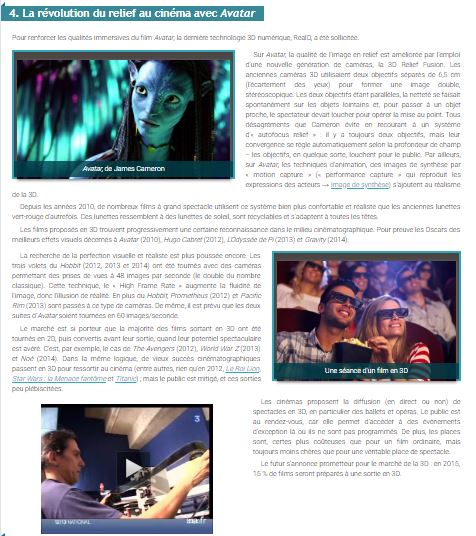 4. La révolution du relief au cinéma avec Avatar
Pour renforcer les qualités immersives du film Avatar, la dernière technologie 3D numérique, RealD, a été sollicitée.
Sur Avatar, la qualité de l'image en relief est améliorée par l'emploi
d'une nouvelle génération de caméras, la 3D Relief Fusion. Les
anciennes caméras 3D utilisaient deux objectifs séparés de 6,5 cm
(l'écartement des yeux) pour former une image double,
stéréoscopique. Les deux objectifs étant parallèles, la netteté se faisait
spontanément sur les objets lointains et, pour passer à un objet
proche, le spectateur devait loucher pour opérer la mise au point. Tous
désagréments que Cameron évite en recourant à un système
d'« autofocus relief » : il y a toujours deux objectifs, mais leur
convergence se règle automatiquement selon la profondeur de champ
– les objectifs, en quelque sorte, louchent pour le public. Par ailleurs,
sur Avatar, les techniques d'animation, des images de synthèse par
« motion capture » (« performance capture » qui reproduit les
expressions des acteurs → image de synthèse) s'ajoutent au réalisme
de la 3D.
Avatar, de James Cameron
Depuis les années 2010, de nombreux films à grand spectacle utilisent ce système bien plus confortable et réaliste que les anciennes lunettes
vert-rouge d'autrefois. Ces lunettes ressemblent à des lunettes de soleil, sont recyclables et s'adaptent à toutes les têtes.
Les films proposés en 3D trouvent progressivement une certaine reconnaissance dans le milieu cinématographique. Pour preuve les Oscars des
meilleurs effets visuels décernés à Avatar (2010), Hugo Cabret (2012), L'Odyssée de Pi (2013) et Gravity (2014).
La recherche de la perfection visuelle et réaliste est plus poussée encore. Les
trois volets du Hobbit (2012, 2013 et 2014) ont été tournés avec des caméras
permettant des prises de vues à 48 images par seconde (le double du nombre
classique). Cette technique, le « High Frame Rate » augmente la fluidité de
l'image, donc l'illusion de réalité. En plus du Hobbit, Prometheus (2012) et Pacific
Rim (2013) sont passés à ce type de caméras. De même, il est prévu que les deux
suites d'Avatar soient tournées en 60 images/seconde.
Le marché est si porteur que la majorité des films sortant en 3D ont été
tournés en 2D, puis convertis avant leur sortie, quand leur potentiel spectaculaire
est avéré. C'est, par exemple, le cas de The Avengers (2012), World War Z (2013)
et Noé (2014). Dans la même logique, de vieux succès cinématographiques
passent en 3D pour ressortir au cinéma (entre autres, rien qu'en 2012, Le Roi Lion,
Star Wars : la Menace fantôme et Titanic) ; mais le public est mitigé, et ces sorties
peu plébiscitées.
Une séance d'un film en 3D
Les cinémas proposent la diffusion (en direct ou non) de
spectacles en 3D, en particulier des ballets et opéras. Le public est
au rendez-vous, car elle permet d'accéder à des événements
d'exception là où ils ne sont pas programmés. De plus, les places
sont, certes plus coûteuses que pour un film ordinaire, mais
toujours moins chères que pour une véritable place de spectacle.
Le futur s'annonce prometteur pour le marché de la 3D : en 2015,
15 % de films seront préparés à une sortie en 3D.
3
12/13 NATIONAL
ina.fr